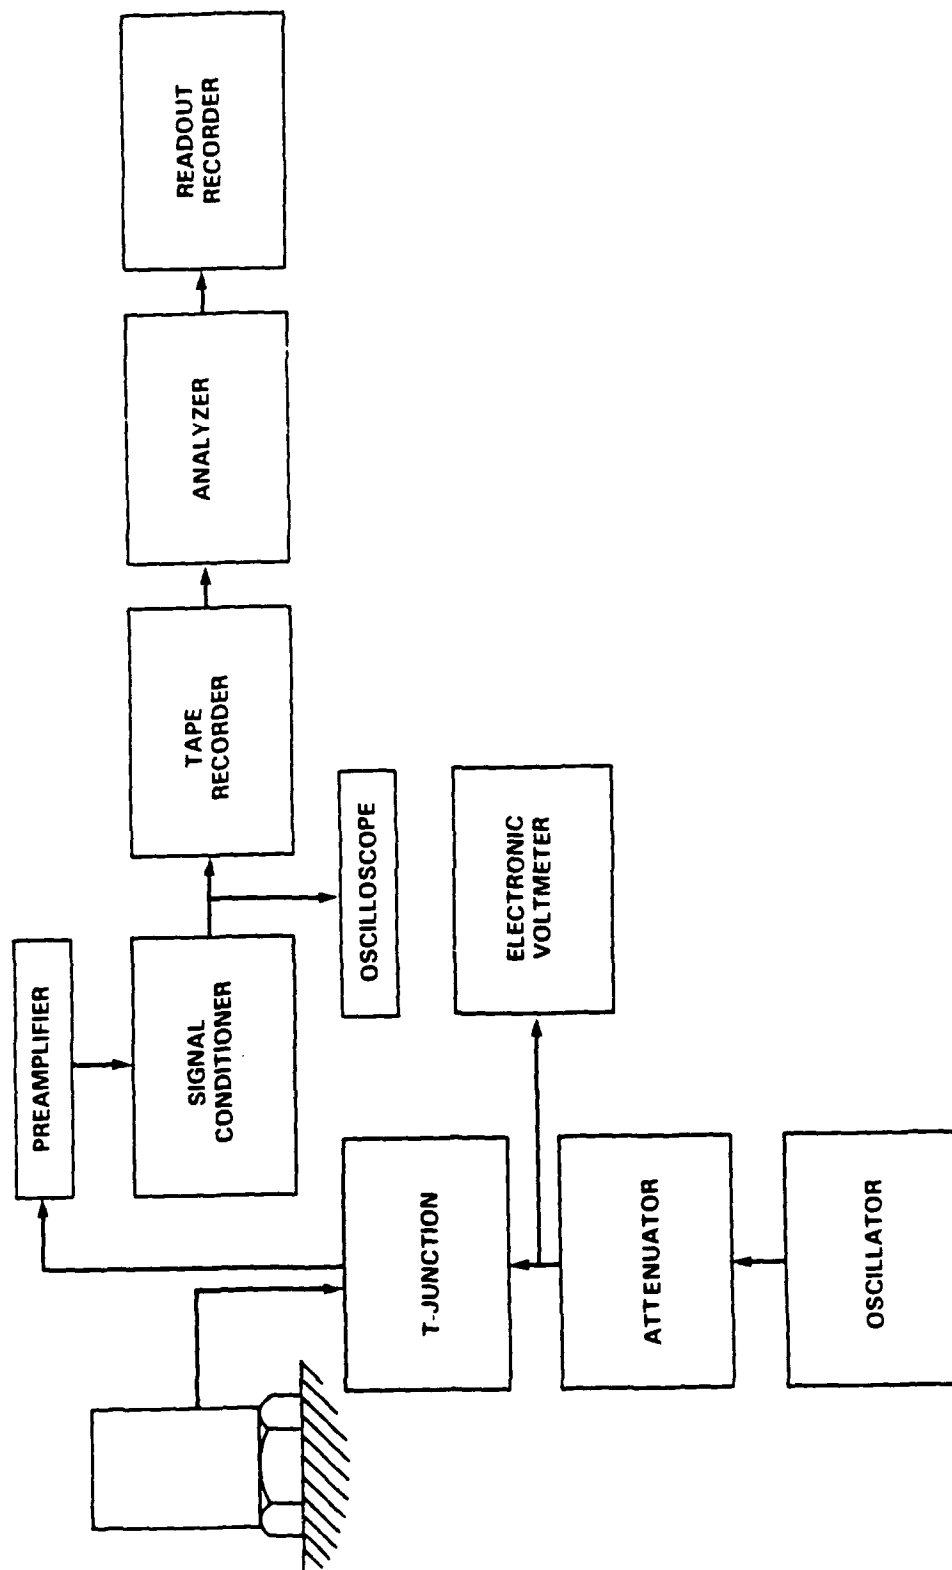 PREAMPLIFIER
SIGNAL
CONDITIONER
TAPE
RECORDER
ANALYZER
READOUT
RECORDER
OSCILLOSCOPE
T-JUNCTION
ELECTRONIC
VOLTMETER
ATTENUATOR
OSCILLATOR